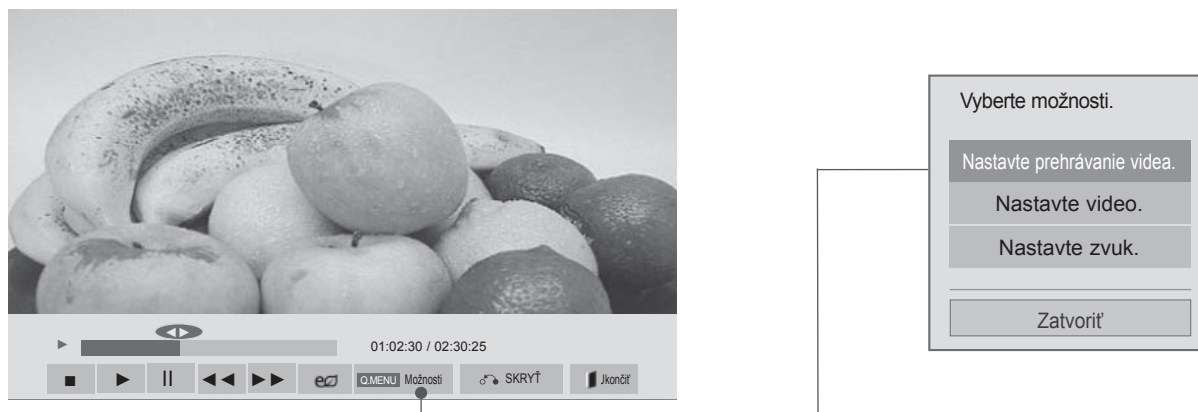 01:02:30 / 02:30:25
Q.MENU Možnosti SKRYŤ Jkončiť
Vyberte možnosti.
Nastavte prehrávanie videa.
Nastavte video.
Nastavte zvuk.
Zatvoriť